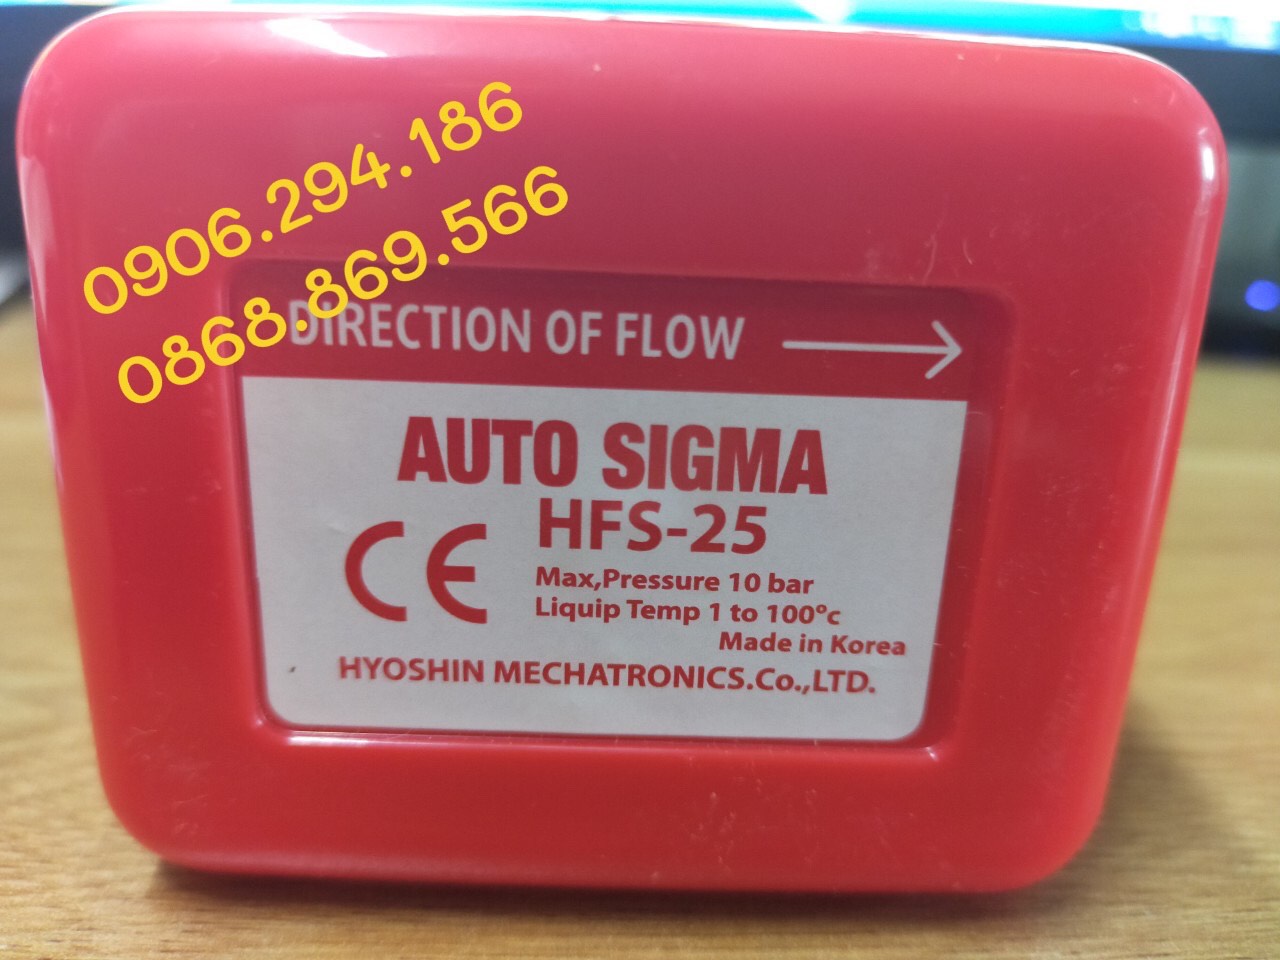 0906.294.186
0868.869.566
DIRECTION OF FLOW
AUTO SIGMA
HFS-25
CE
Max,Pressure 10 bar
Liquip Temp 1 to 100ºc
Made in Korea
HYOSHIN MECHATRONICS.Co.,LTD.